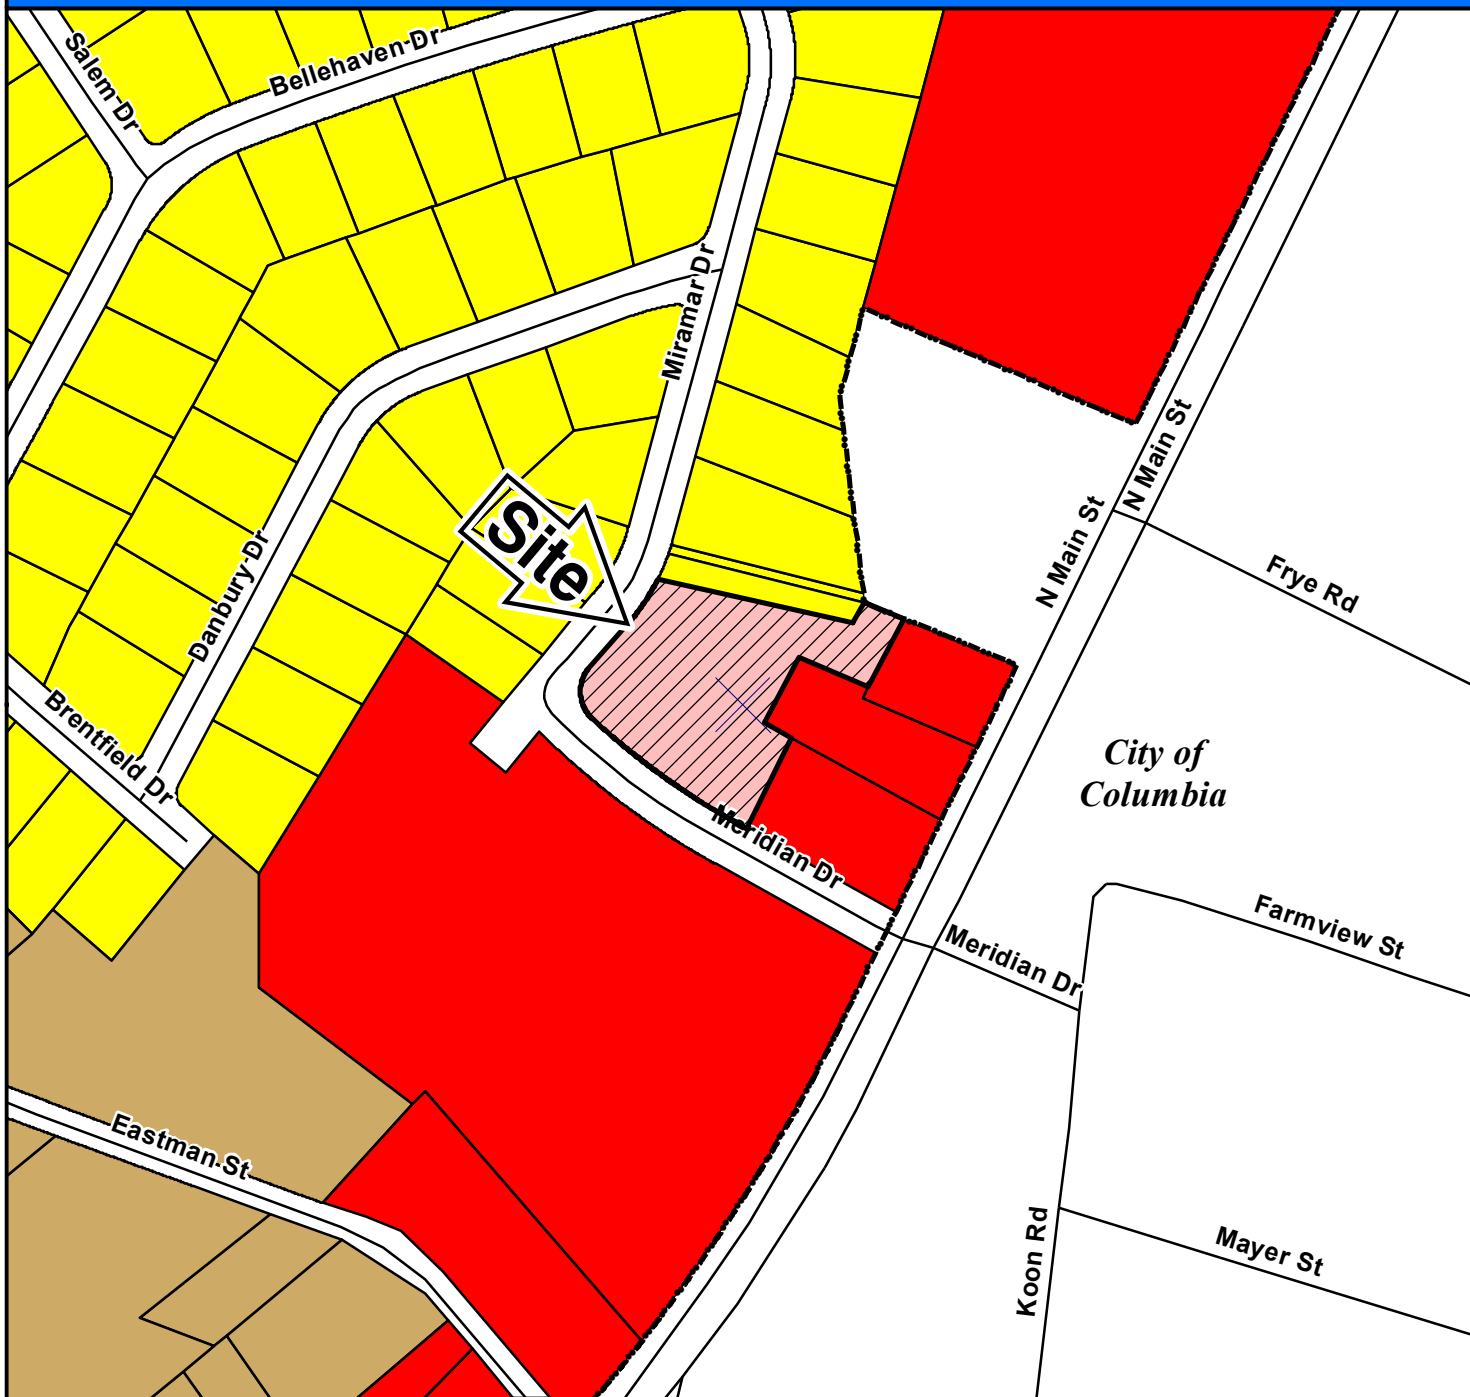 Salem Dr
Bellehaven Dr
Miramar Dr
N Main St
N Main St
Site
Frye Rd
Danbury Dr
Brentfield Dr
City of
Columbia
Meridian Dr
Meridian Dr
Farmview St
Eastman St
Koon Rd
Mayer St